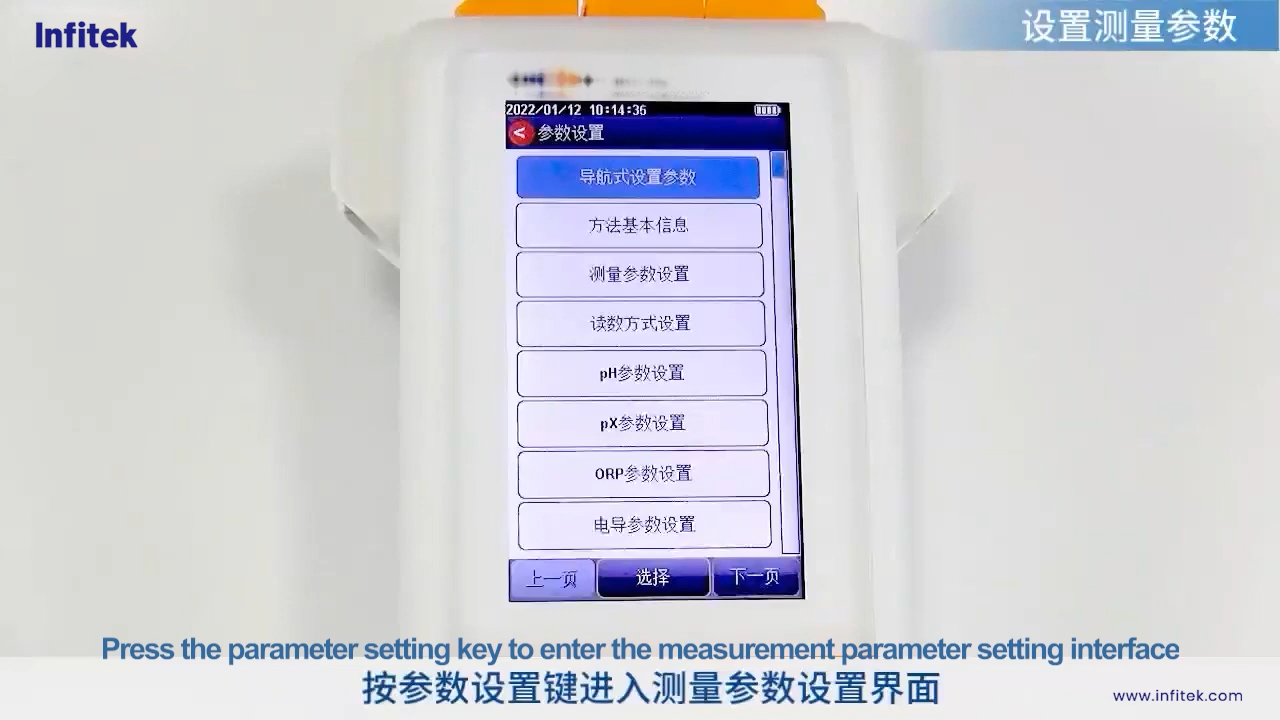 Infitek
设置测量参数
2022/01/12 10:14:36
<参数设置
导航式设置参数
方法基本信息
测量参数设置
读数方式设置
pH参数设置
pX参数设置
ORP参数设置
电导参数设置
上一页 选择 下一页
Press the parameter setting key to enter the measurement parameter setting interface
按参数设置键进入测量参数设置界面
www.infitek.com